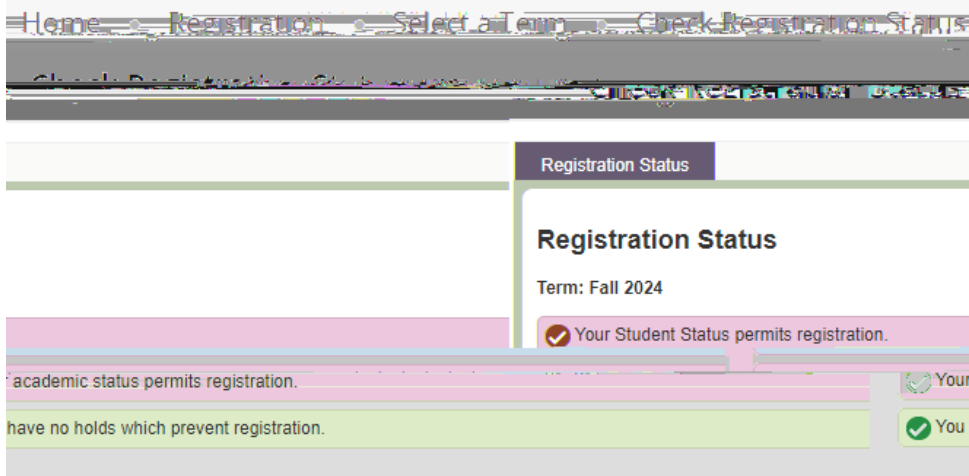 Home Registration Select a Term Check Registration Status
Registration Status
Registration Status
Term: Fall 2024
Your Student Status permits registration.
academic status permits registration.
Your
have no holds which prevent registration.
You